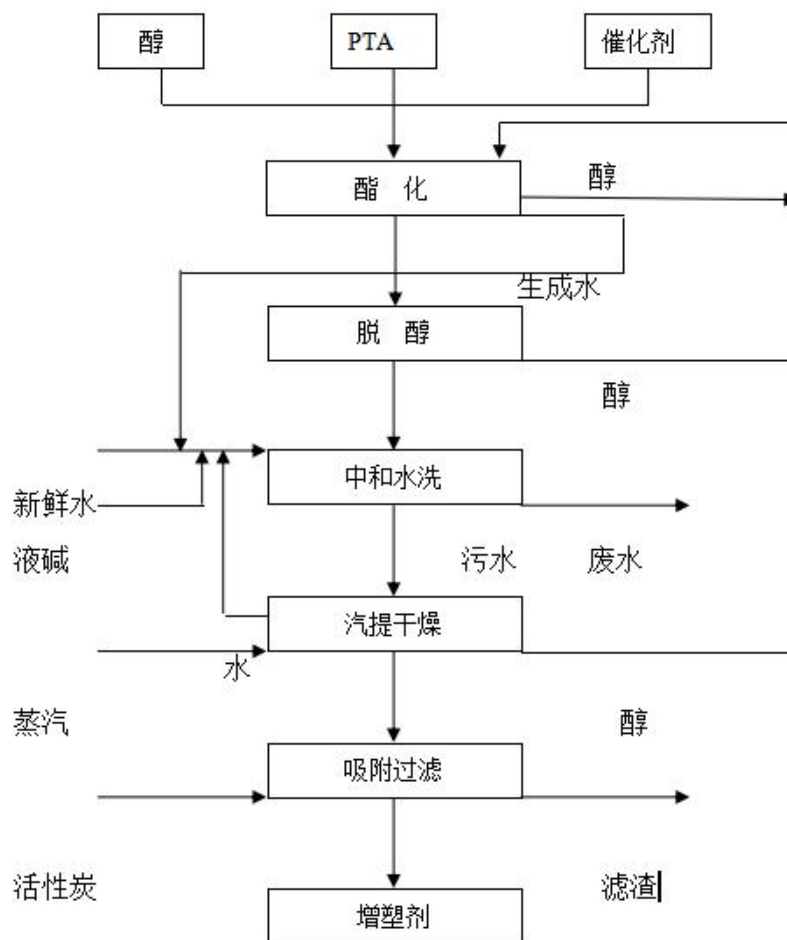 醇
PTA
催化剂
酯 化
醇
生成水
脱 醇
醇
中和水洗
新鲜水
液碱
污水
废水
汽提干燥
水
蒸汽
醇
吸附过滤
活性炭
滤渣
增塑剂